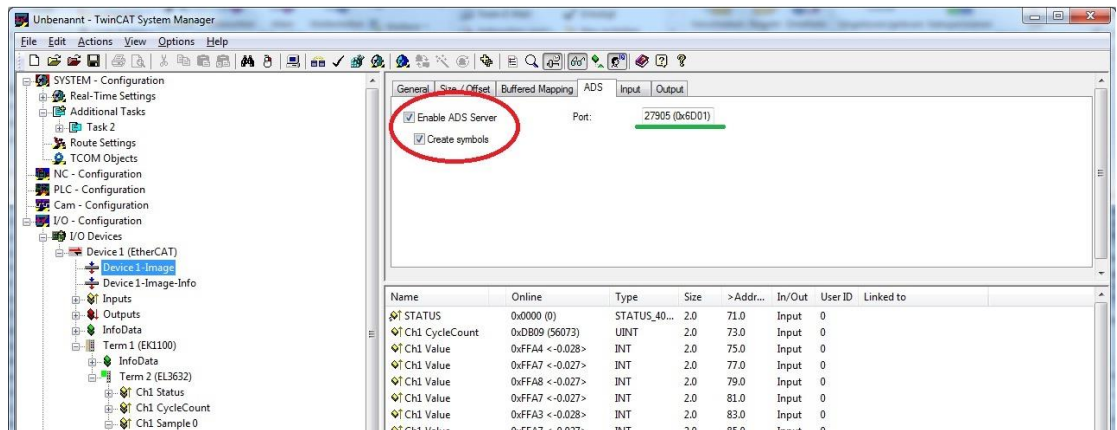 Unbenannt - TwinCAT System Manager
File Edit Actions View Options Help
SYSTEM - Configuration
Real-Time Settings
Additional Tasks
Task 2
Route Settings
TCOM Objects
NC - Configuration
PLC - Configuration
Cam - Configuration
I/O - Configuration
I/O Devices
Device 1 (EtherCAT)
Device 1-Image
Device 1-Image-Info
Inputs
Outputs
InfoData
Term 1 (EK1100)
InfoData
Term 2 (EL3632)
Ch1 Status
Ch1 CycleCount
Ch1 Sample 0
General Size / Offset Buffered Mapping ADS Input Output
Enable ADS Server Port: 27905 (0x6D01)
Create symbols
Name Online Type Size >Addr... In/Out User ID Linked to
STATUS 0x0000 (0) STATUS_40... 2.0 71.0 Input 0
Ch1 CycleCount 0xDB09 (56073) UINT 2.0 73.0 Input 0
Ch1 Value 0xFFA4 <-0.028> INT 2.0 75.0 Input 0
Ch1 Value 0xFFA7 <-0.027> INT 2.0 77.0 Input 0
Ch1 Value 0xFFA8 <-0.027> INT 2.0 79.0 Input 0
Ch1 Value 0xFFA7 <-0.027> INT 2.0 81.0 Input 0
Ch1 Value 0xFFA3 <-0.028> INT 2.0 83.0 Input 0